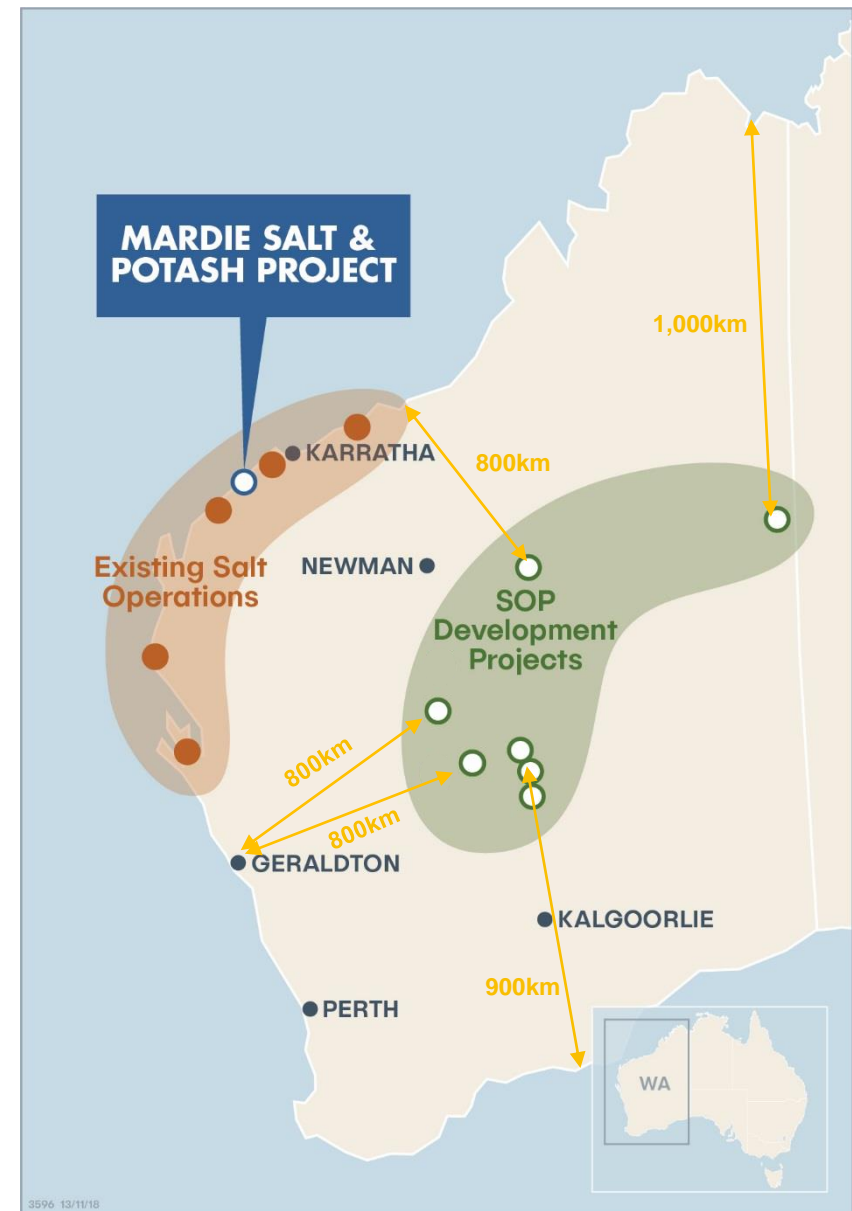 MARDIE SALT &
POTASH PROJECT
1,000km
KARRATHA
800km
Existing Salt
Operations
NEWMAN
SOP
Development
Projects
800km
800km
GERALDTON
KALGOORLIE
900km
PERTH
WA
3596 13/11/18